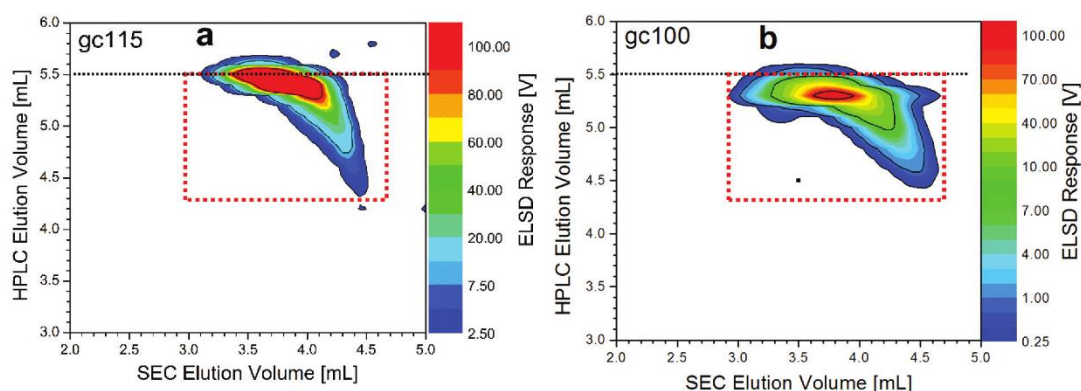 gc115
a
6.0
5.5
5.0
4.5
4.0
3.5
3.0
HPLC Elution Volume [mL]
2.0 2.5 3.0 3.5 4.0 4.5 5.0
SEC Elution Volume [mL]
100.00
80.00
60.00
40.00
20.00
7.50
2.50
ELSD Response [V]
gc100
b
6.0
5.5
5.0
4.5
4.0
3.5
3.0
HPLC Elution Volume [mL]
2.0 2.5 3.0 3.5 4.0 4.5 5.0
SEC Elution Volume [mL]
100.00
70.00
40.00
10.00
7.00
4.00
1.00
0.25
ELSD Response [V]